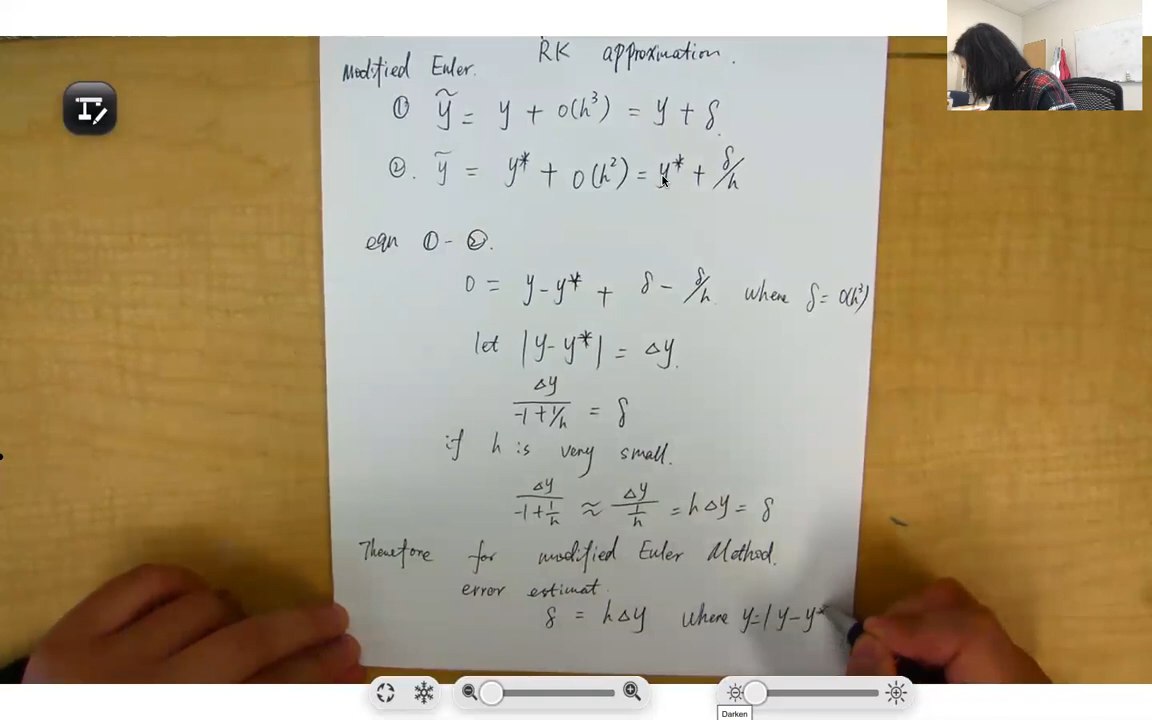 RK approximation.
Modified Euler.
① ỹ = y + O(h³) = y + δ.
②. ỹ = y* + O(h²) = y* + δ/h
eqn ① - ②.
0 = y - y* + δ - δ/h where δ = O(h³)
let |y - y*| = Δy.
Δy / (-1 + 1/h) = δ
if h is very small.
Δy / (-1 + 1/h) ≈ Δy / (1/h) = hΔy = δ
Therefore for modified Euler Method.
error estimat.
δ = hΔy where y = | y - y*
Darken